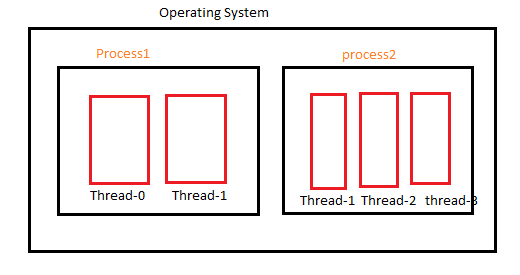 Operating System
Process1
process2
Thread-0 Thread-1
Thread-1 Thread-2 thread-3